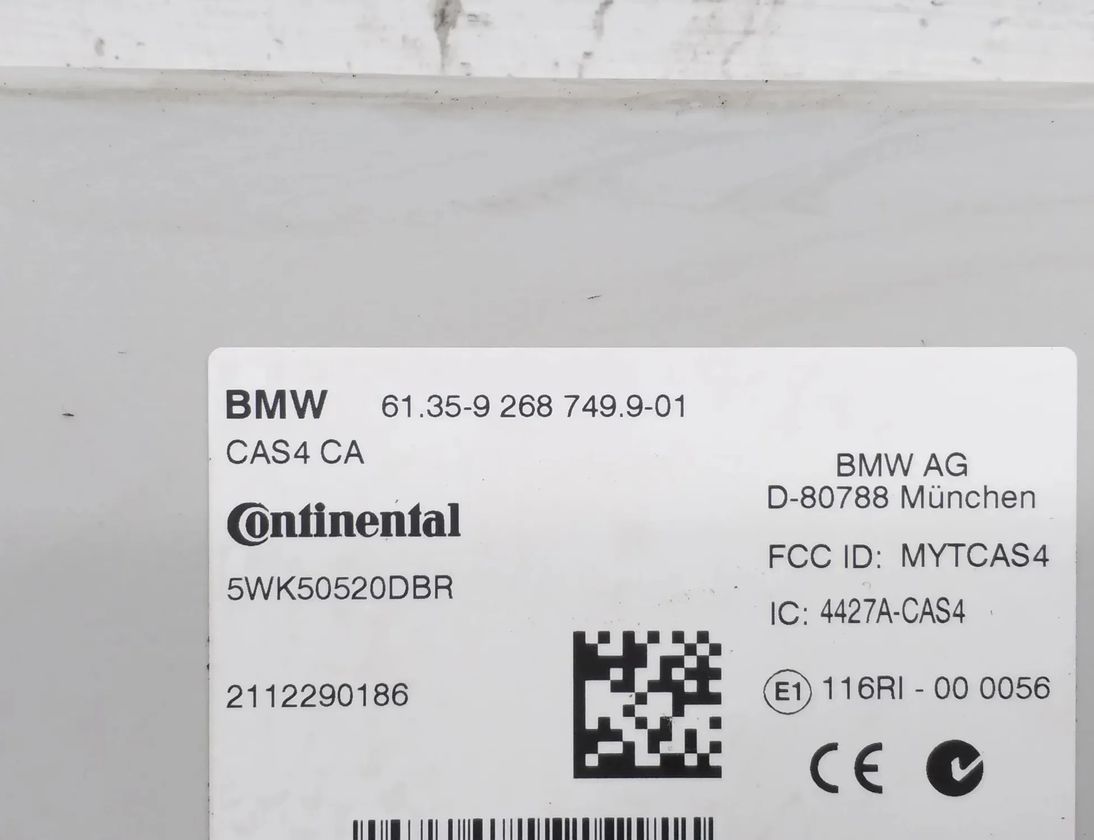 BMW 61.35-9 268 749.9-01
CAS4 CA
Continental
5WK50520DBR
2112290186
BMW AG
D-80788 München
FCC ID: MYTCAS4
IC: 4427A-CAS4
E1 116RI - 00 0056
CE